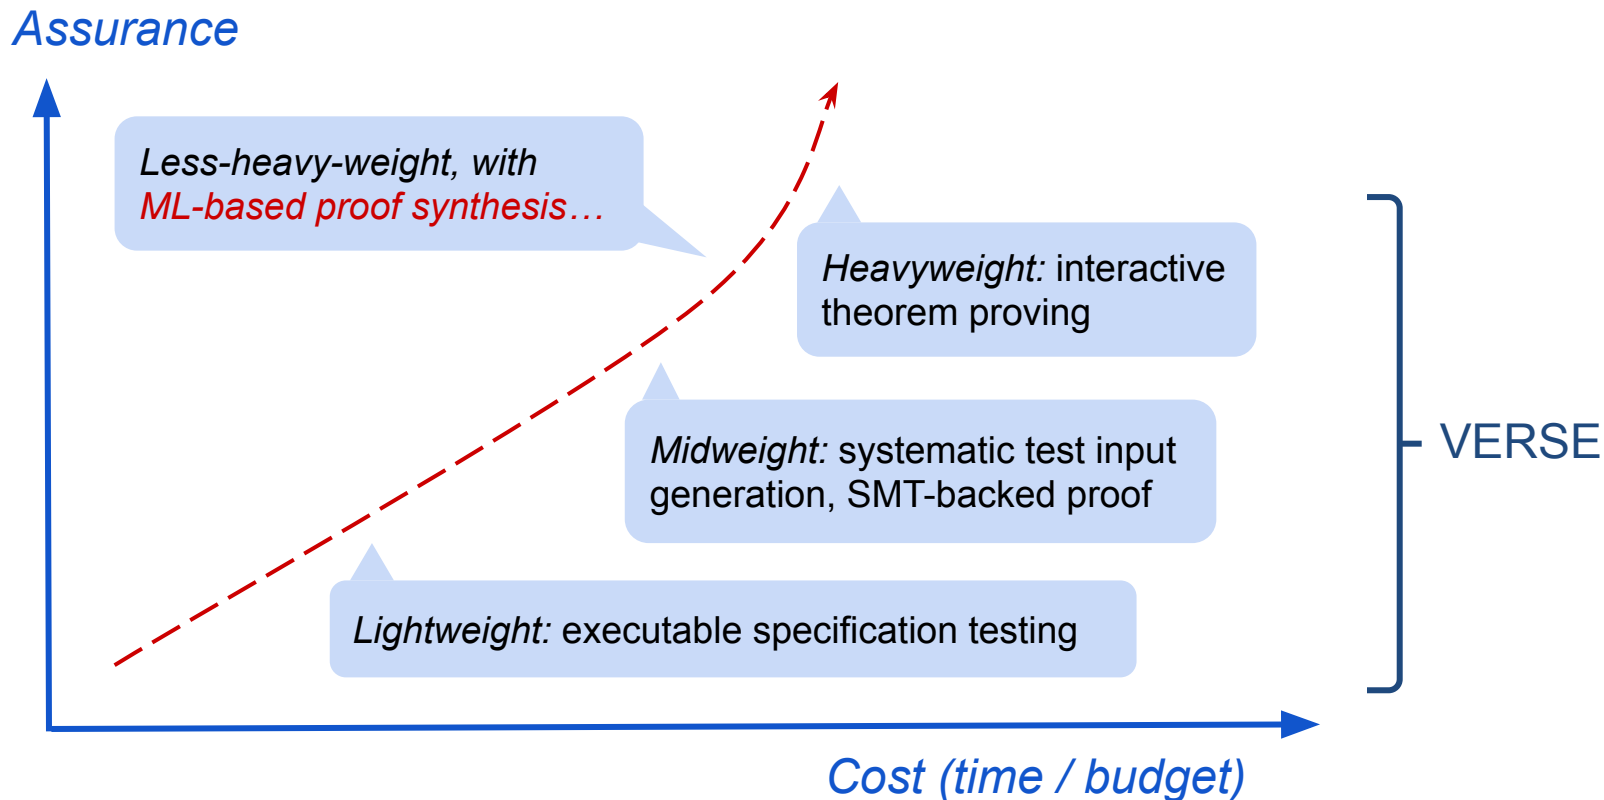 Assurance
Less-heavy-weight, with
ML-based proof synthesis…
Heavyweight: interactive
theorem proving
Midweight: systematic test input
generation, SMT-backed proof
VERSE
Lightweight: executable specification testing
Cost (time / budget)